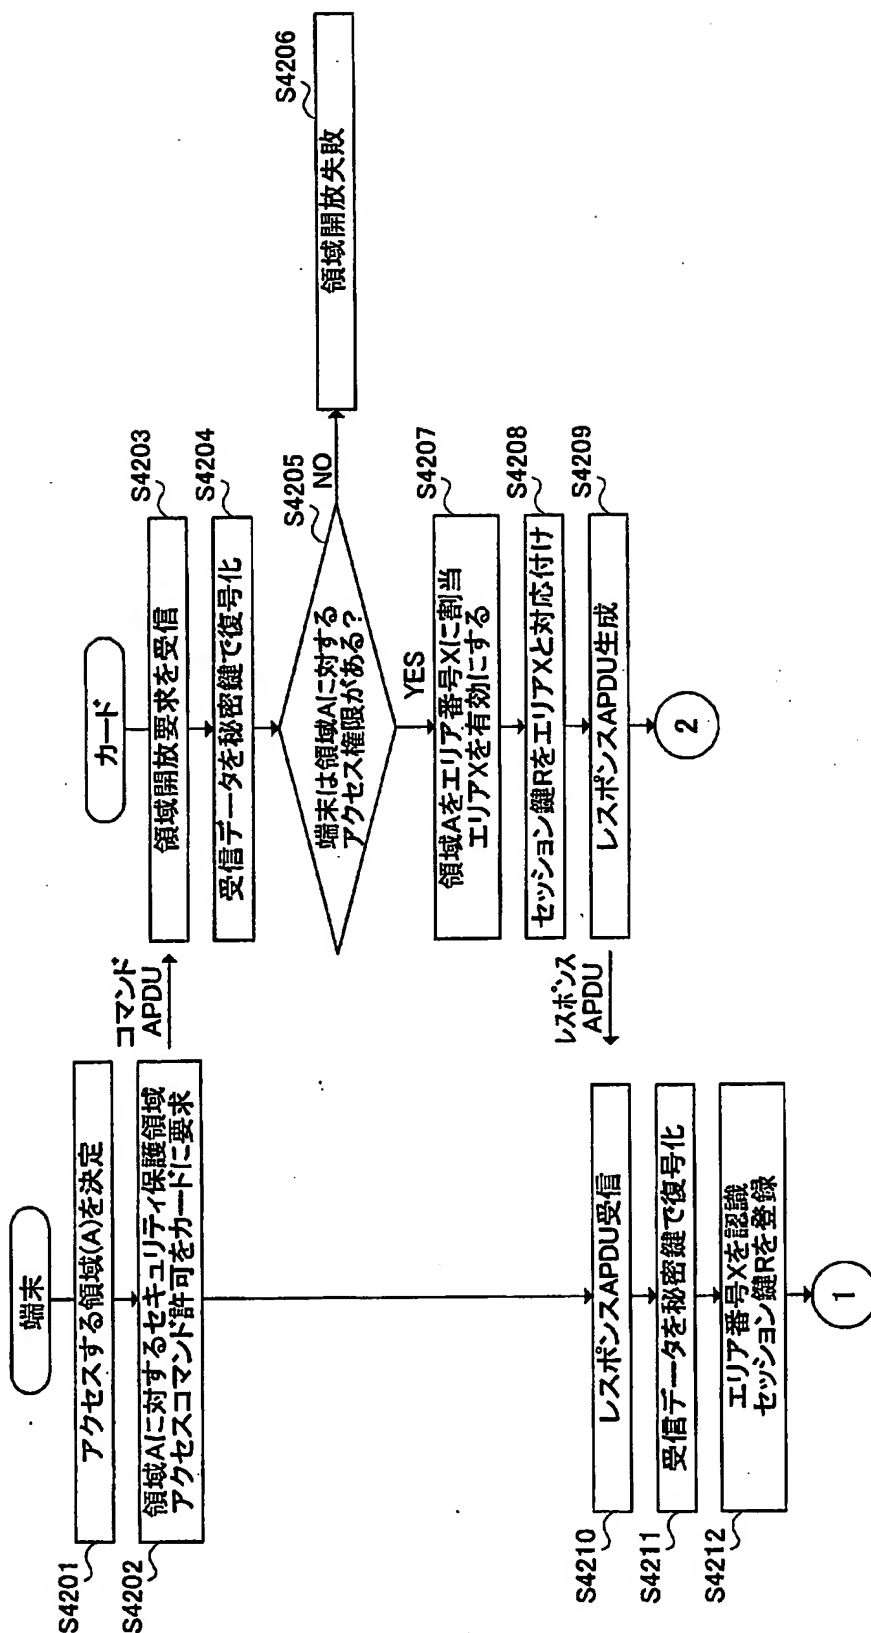 端末
S4201
アクセスする領域(A)を決定
S4202
領域Aに対するセキュリティ保護領域
アクセスコマンド許可をカードに要求
コマンド
APDU
カード
S4203
領域開放要求を受信
S4204
受信データを秘密鍵で復号化
S4205
端末は領域Aに対する
アクセス権限がある?
NO
S4206
領域開放失敗
YES
S4207
領域Aをエリア番号Xに割当
エリアXを有効にする
S4208
セッション鍵RをエリアXと対応付け
S4209
レスポンスAPDU生成
2
レスポンス
APDU
S4210
レスポンスAPDU受信
S4211
受信データを秘密鍵で復号化
S4212
エリア番号Xを認識
セッション鍵Rを登録
1